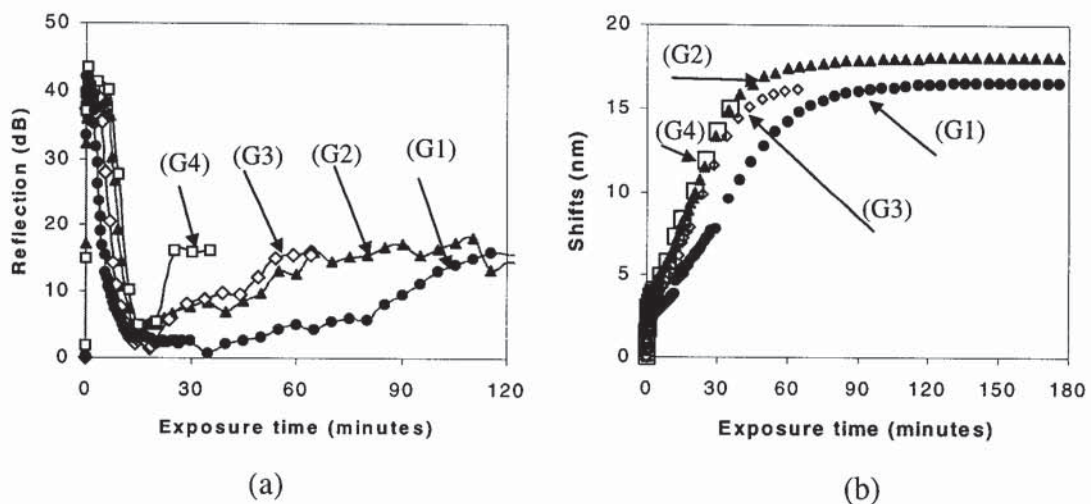 50
40
30
20
10
0
Reflection (dB)
(G4)
(G3)
(G2)
(G1)
0 30 60 90 120
Exposure time (minutes)
(a)
20
15
10
5
0
Shifts (nm)
(G2)
(G4)
(G1)
(G3)
0 30 60 90 120 150 180
Exposure time (minutes)
(b)